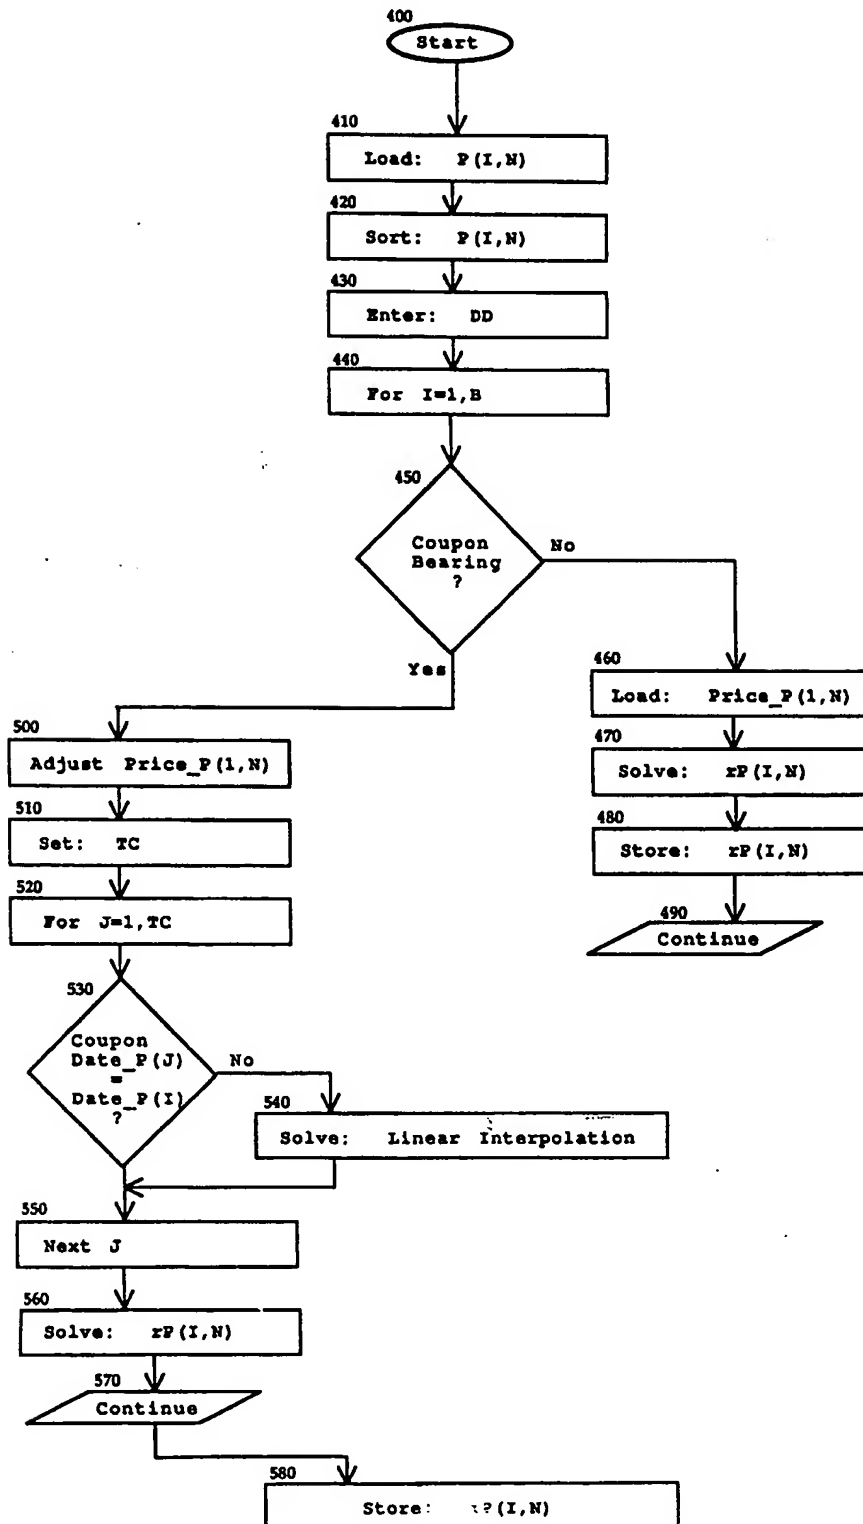 400
Start
410
Load: P(I,N)
420
Sort: P(I,N)
430
Enter: DD
440
For I=1,B
450
Coupon
Bearing
?
No
Yes
460
Load: Price_P(1,N)
470
Solve: rP(I,N)
480
Store: rP(I,N)
490
Continue
500
Adjust Price_P(1,N)
510
Set: TC
520
For J=1,TC
530
Coupon
Date_P(J)
=
Date_P(I)
?
No
540
Solve: Linear Interpolation
550
Next J
560
Solve: rP(I,N)
570
Continue
580
Store: rP(I,N)